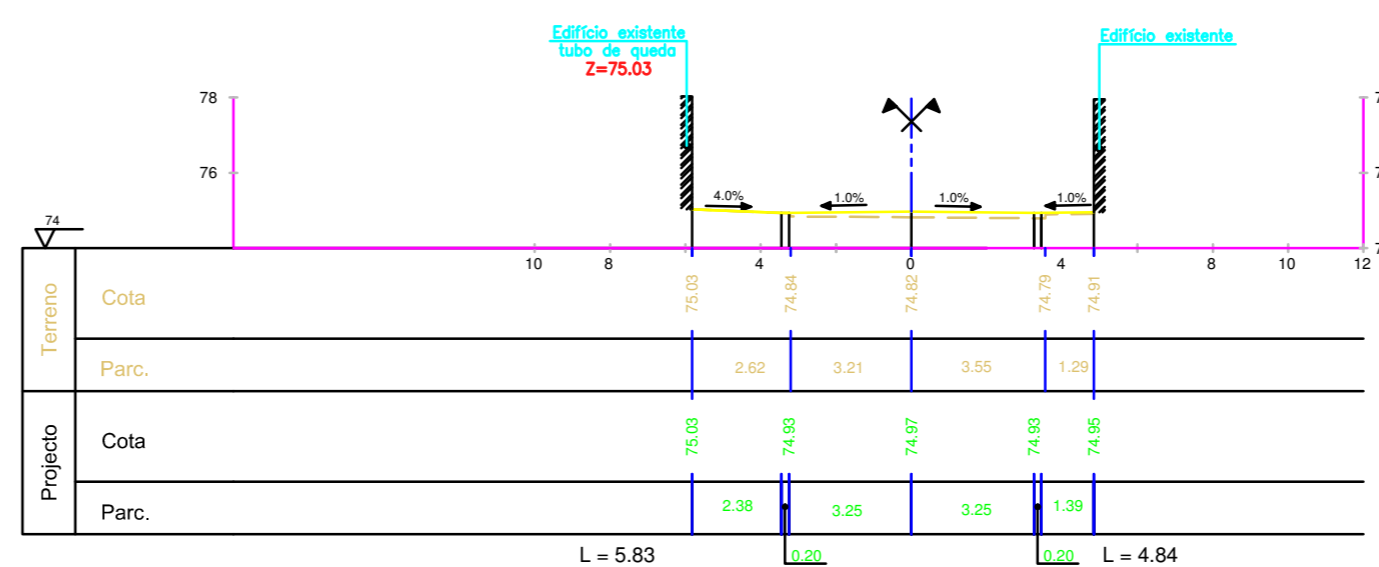 Edifício existente
tubo de queda
Z=75.03
Edifício existente
78
76
74
4.0%
1.0%
1.0%
1.0%
10 8 4 0 4 8 10 12
Terreno
Cota
75.03 74.84 74.82 74.79 74.91
Parc.
2.62 3.21 3.55 1.29
Projecto
Cota
75.03 74.93 74.97 74.93 74.95
Parc.
2.38 3.25 3.25 1.39
L = 5.83 0.20 0.20 L = 4.84